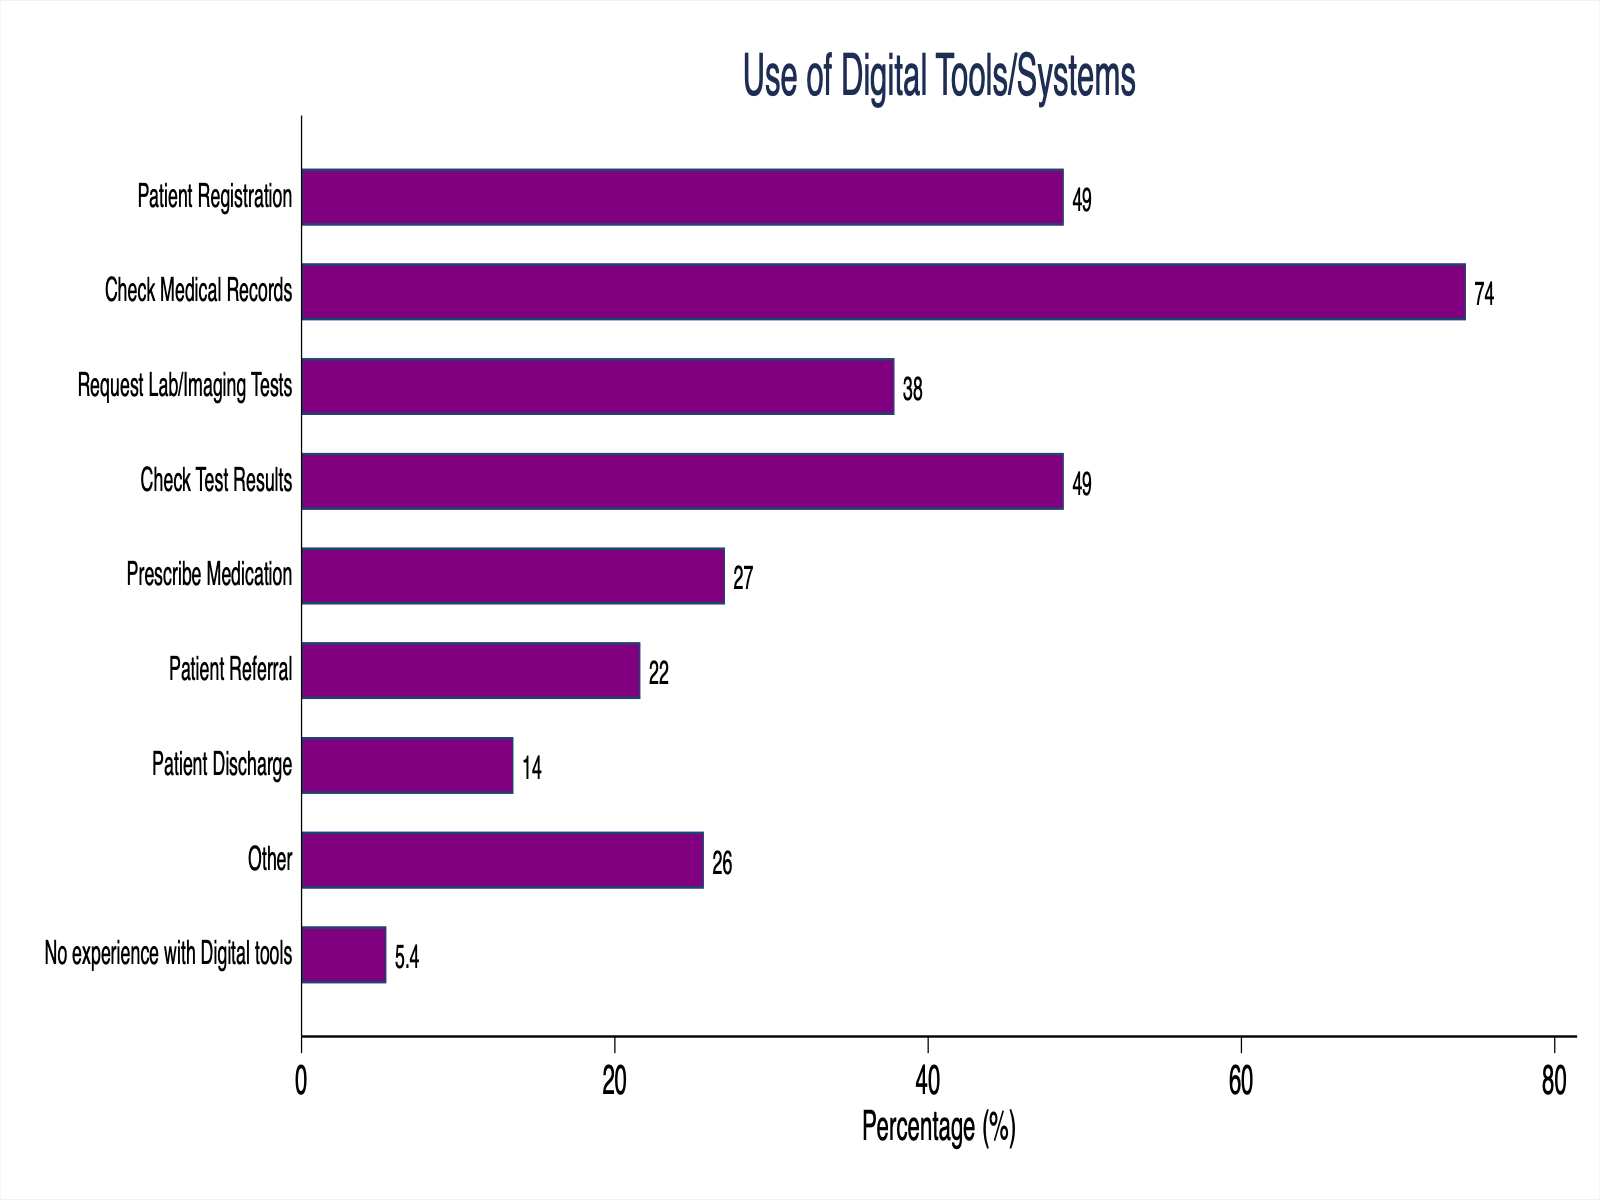 Use of Digital Tools/Systems
Patient Registration 49
Check Medical Records 74
Request Lab/Imaging Tests 38
Check Test Results 49
Prescribe Medication 27
Patient Referral 22
Patient Discharge 14
Other 26
No experience with Digital tools 5.4
0 20 40 60 80
Percentage (%)